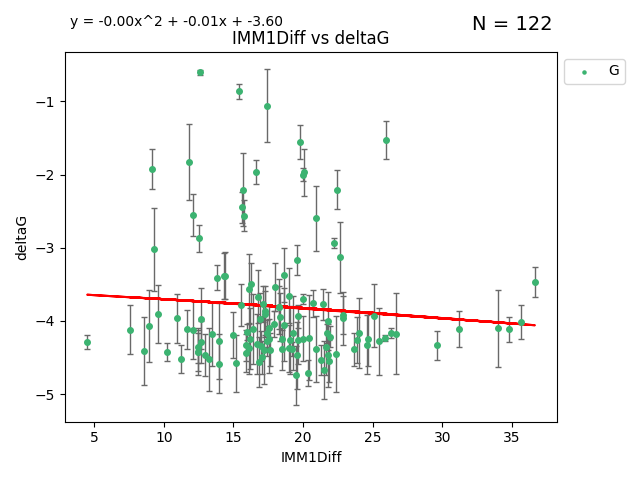 y = -0.00x^2 + -0.01x + -3.60
N = 122
IMM1Diff vs deltaG
G
−1
−2
−3
−4
−5
deltaG
5 10 15 20 25 30 35
IMM1Diff